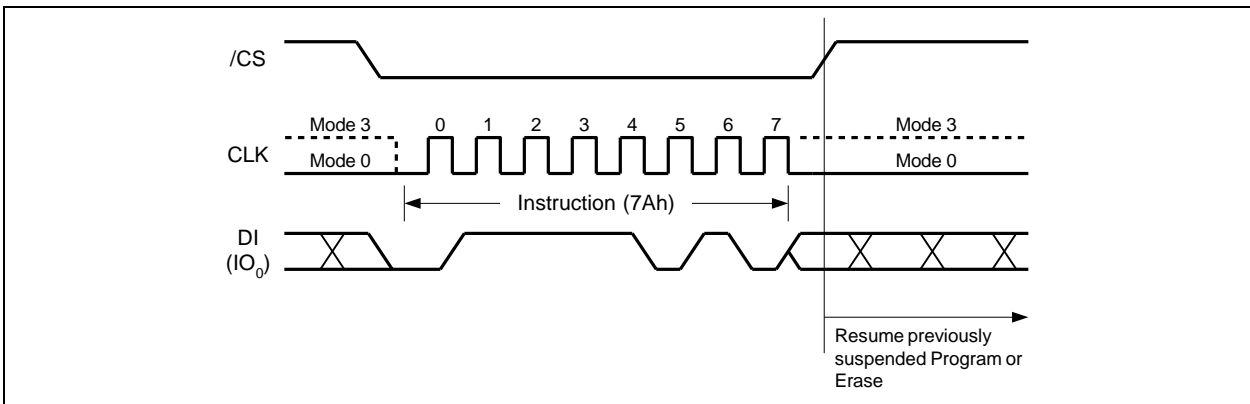 /CS
Mode 3 0 1 2 3 4 5 6 7 Mode 3
CLK
Mode 0 Mode 0
Instruction (7Ah)
DI
(IO0)
Resume previously
suspended Program or
Erase